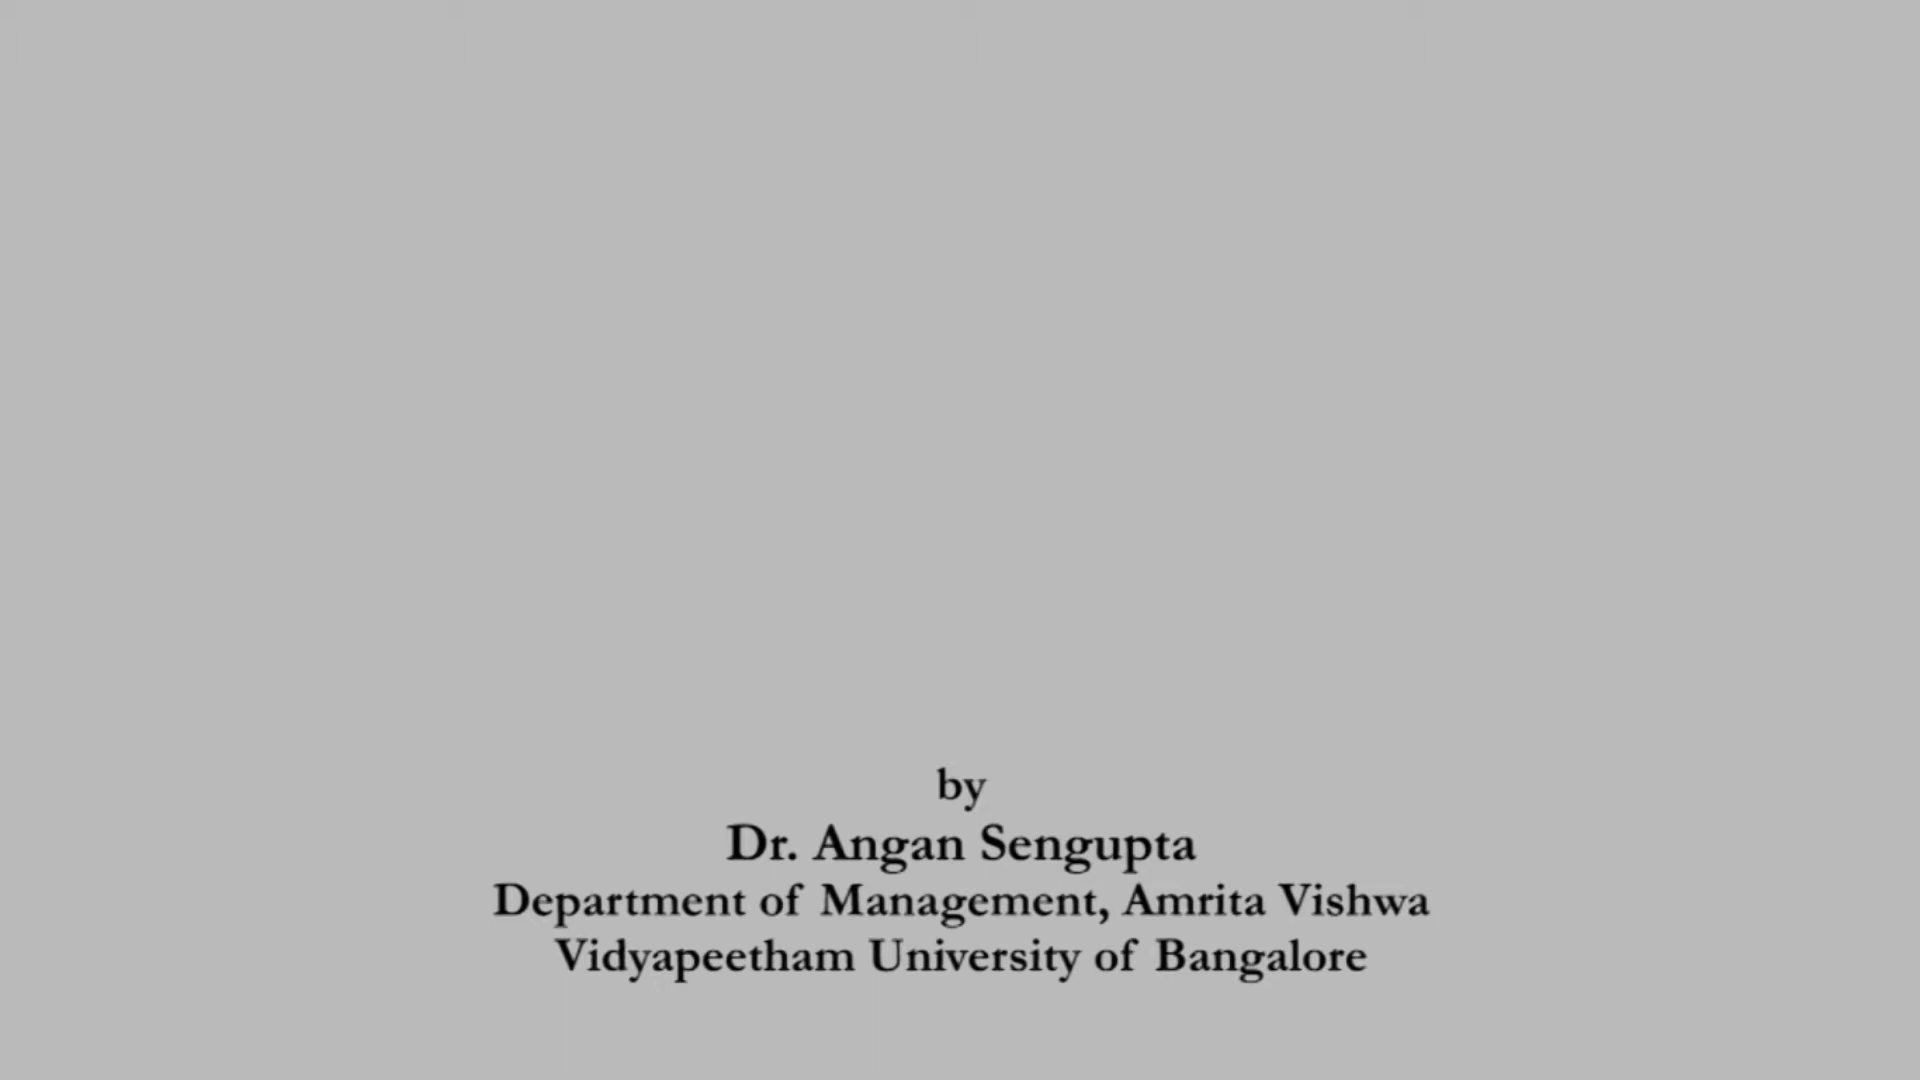 by
Dr. Angan Sengupta
Department of Management, Amrita Vishwa
Vidyapeetham University of Bangalore